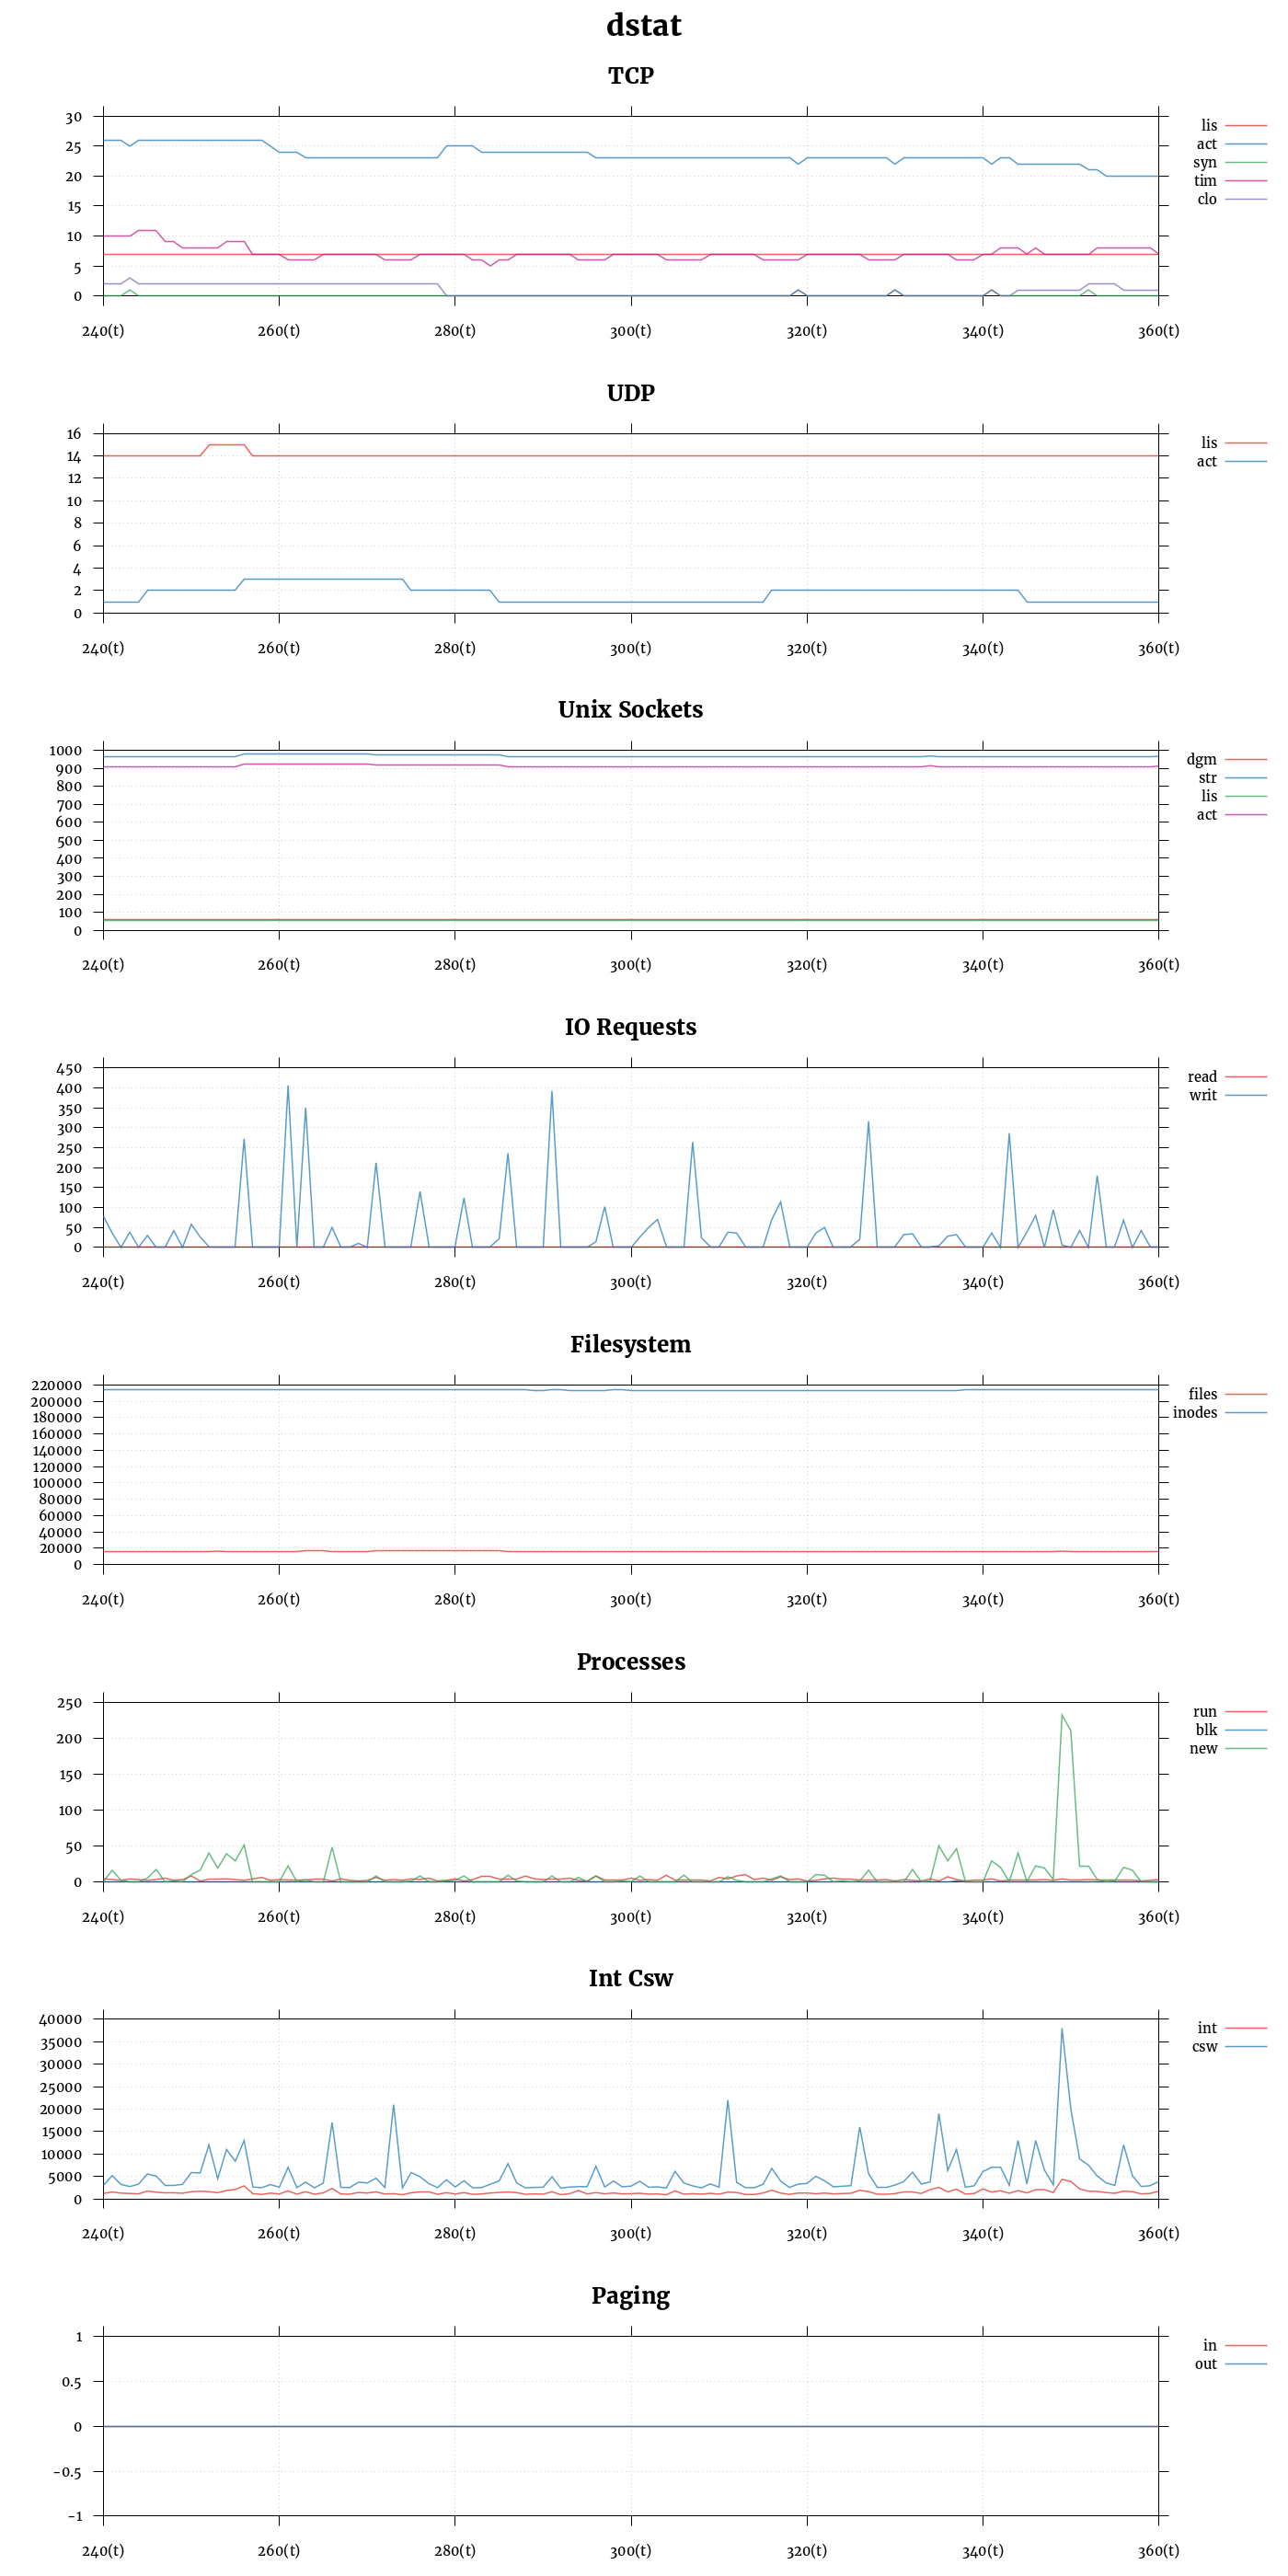 dstat
TCP
30
25
20
15
10
5
0
240(t) 260(t) 280(t) 300(t) 320(t) 340(t) 360(t)
lis
act
syn
tim
clo
UDP
16
14
12
10
8
6
4
2
0
240(t) 260(t) 280(t) 300(t) 320(t) 340(t) 360(t)
lis
act
Unix Sockets
1000
900
800
700
600
500
400
300
200
100
0
240(t) 260(t) 280(t) 300(t) 320(t) 340(t) 360(t)
dgm
str
lis
act
IO Requests
450
400
350
300
250
200
150
100
50
0
240(t) 260(t) 280(t) 300(t) 320(t) 340(t) 360(t)
read
writ
Filesystem
220000
200000
180000
160000
140000
120000
100000
80000
60000
40000
20000
0
240(t) 260(t) 280(t) 300(t) 320(t) 340(t) 360(t)
files
inodes
Processes
250
200
150
100
50
0
240(t) 260(t) 280(t) 300(t) 320(t) 340(t) 360(t)
run
blk
new
Int Csw
40000
35000
30000
25000
20000
15000
10000
5000
0
240(t) 260(t) 280(t) 300(t) 320(t) 340(t) 360(t)
int
csw
Paging
1
0.5
0
-0.5
-1
240(t) 260(t) 280(t) 300(t) 320(t) 340(t) 360(t)
in
out